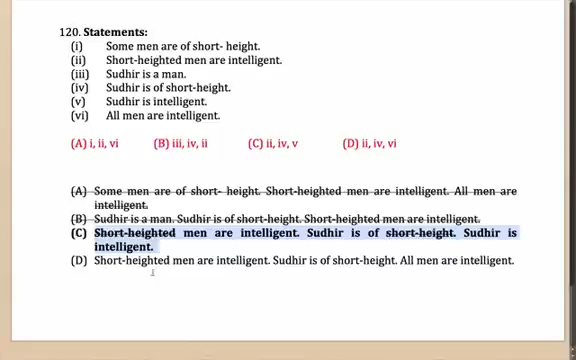 120. Statements:
(i) Some men are of short- height.
(ii) Short-heighted men are intelligent.
(iii) Sudhir is a man.
(iv) Sudhir is of short-height.
(v) Sudhir is intelligent.
(vi) All men are intelligent.
(A) i, ii, vi (B) iii, iv, ii (C) ii, iv, v (D) ii, iv, vi
(A) Some men are of short- height. Short-heighted men are intelligent. All men are
intelligent.
(B) Sudhir is a man. Sudhir is of short-height. Short-heighted men are intelligent.
(C) Short-heighted men are intelligent. Sudhir is of short-height. Sudhir is
intelligent.
(D) Short-heighted men are intelligent. Sudhir is of short-height. All men are intelligent.